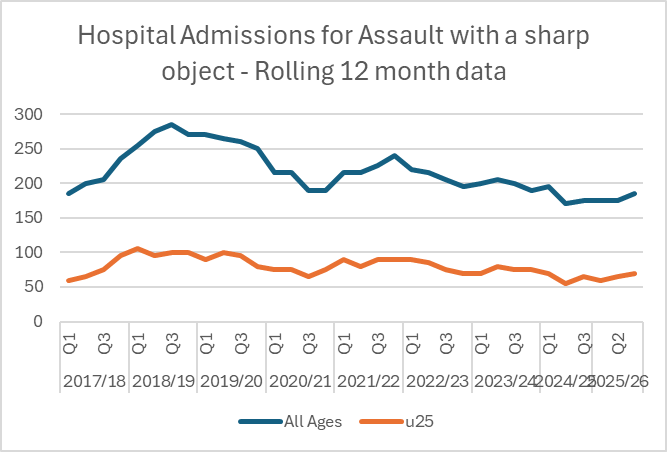 Hospital Admissions for Assault with a sharp
object - Rolling 12 month data
300
250
200
150
100
50
0
Q1 Q3 Q1 Q3 Q1 Q3 Q1 Q3 Q1 Q3 Q1 Q3 Q1 Q3 Q1 Q3 Q2
2017/18 2018/19 2019/20 2020/21 2021/22 2022/23 2023/24 2024/25 2025/26
All Ages u25